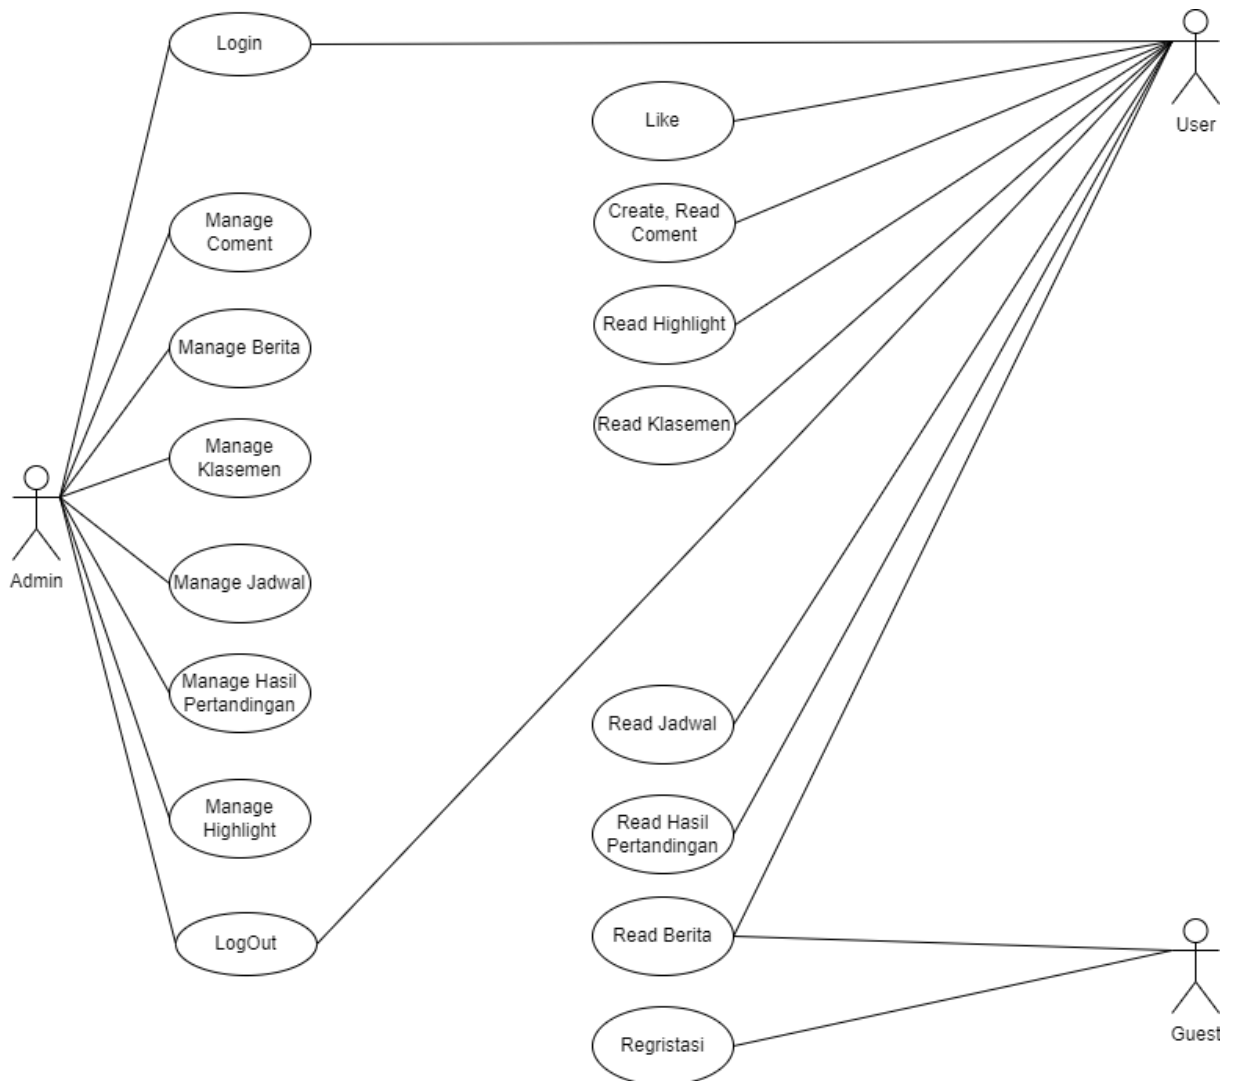 Login
User
Like
Create, Read
Coment
Manage
Coment
Read Highlight
Manage Berita
Read Klasemen
Manage
Klasemen
Admin
Manage Jadwal
Manage Hasil
Pertandingan
Read Jadwal
Manage
Highlight
Read Hasil
Pertandingan
LogOut
Read Berita
Guest
Regristasi